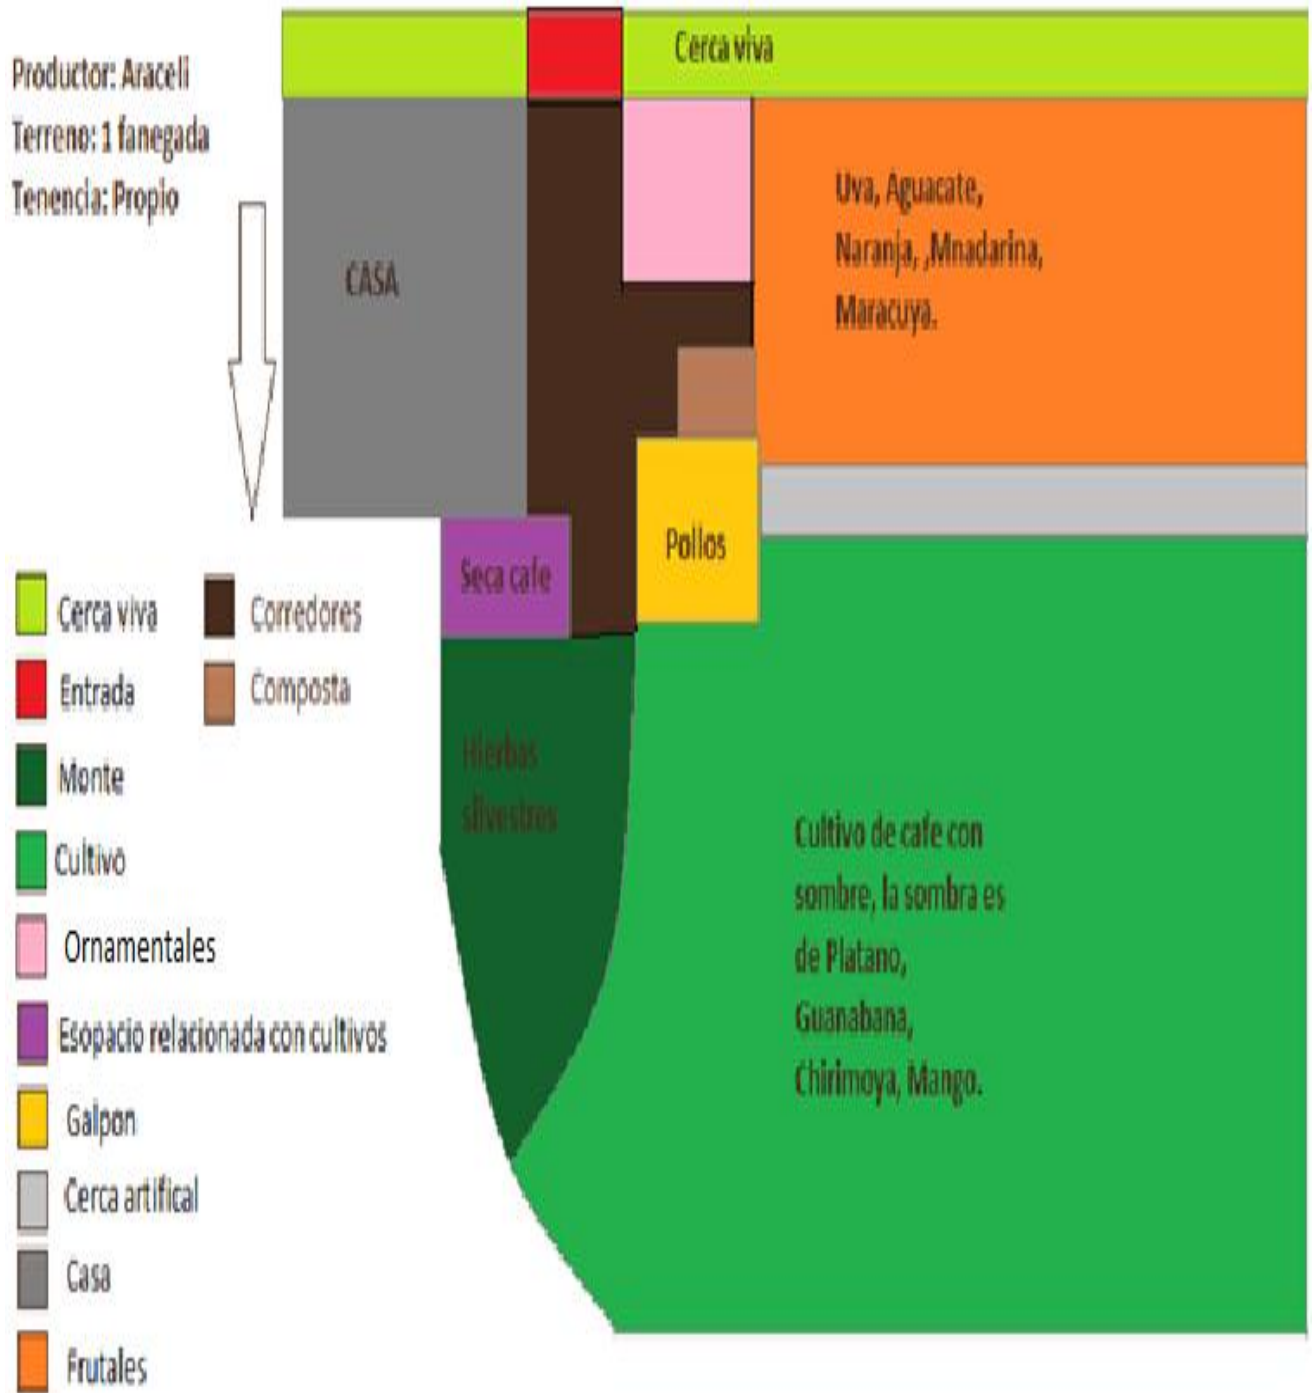 Productor: Araceli
Terreno: 1 fanegada
Tenencia: Propio
Cerca viva
CASA
Uva, Aguacate,
Naranja, ,Mnadarina,
Maracuya.
Seca cafe
Pollos
Hierbas
silvestres
Cultivo de cafe con
sombre, la sombra es
de Platano,
Guanabana,
Chirimoya, Mango.
Cerca viva
Entrada
Monte
Cultivo
Ornamentales
Esopacio relacionada con cultivos
Galpon
Cerca artifical
Casa
Frutales
Corredores
Composta